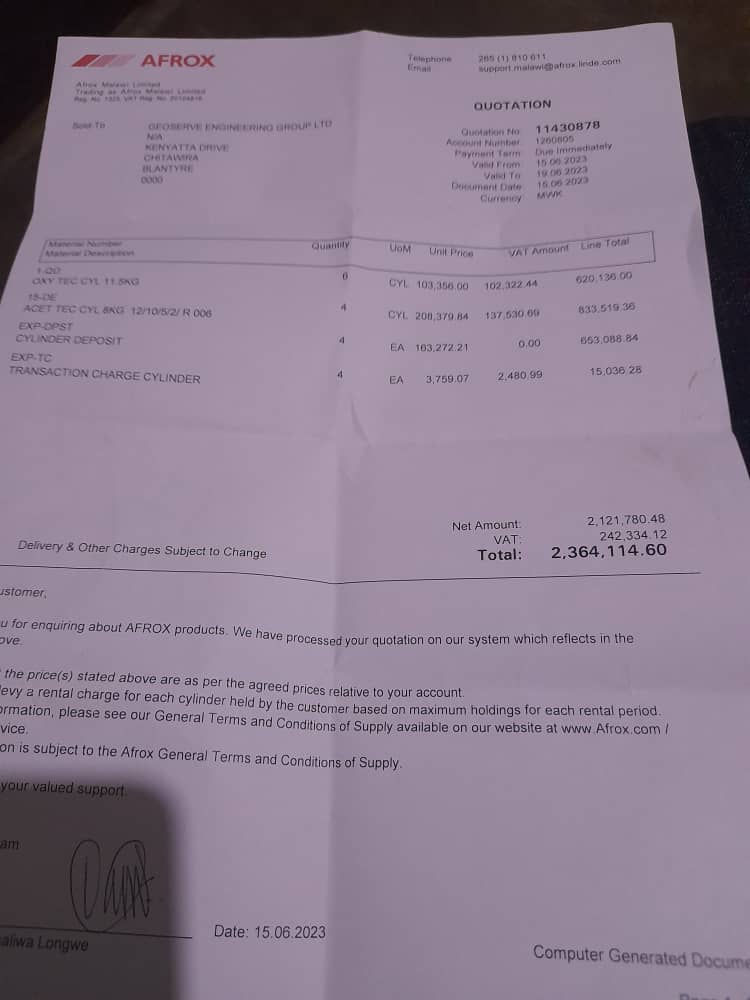 AFROX
Afrox Malawi Limited
Trading as Afrox Malawi Limited
Reg. No. 1325, VAT Reg. No.
Telephone 265 (1) 810 611
Email support.malawi@afrox.linde.com
QUOTATION
Sold To GEOSERVE ENGINEERING GROUP LTD
N/A
KENYATTA DRIVE
CHITAWIRA
BLANTYRE
0000
Quotation No: 11430878
Account Number: 1260805
Payment Term: Due Immediately
Valid From: 15.06.2023
Valid To: 19.06.2023
Document Date: 15.06.2023
Currency: MWK
Material Number
Material Description Quantity UoM Unit Price VAT Amount Line Total
1-OD
OXY TEC CYL 11.5KG 6 CYL 103,356.00 102,322.44 620,136.00
15-DE
ACET TEC CYL 8KG 12/10/5/2/ R 006 4 CYL 208,379.84 137,530.69 833,519.36
EXP-DPST
CYLINDER DEPOSIT 4 EA 163,272.21 0.00 653,088.84
EXP-TC
TRANSACTION CHARGE CYLINDER 4 EA 3,759.07 2,480.99 15,036.28
Net Amount: 2,121,780.48
VAT: 242,334.12
Total: 2,364,114.60
Delivery & Other Charges Subject to Change
ustomer,
u for enquiring about AFROX products. We have processed your quotation on our system which reflects in the
ove.
the price(s) stated above are as per the agreed prices relative to your account.
levy a rental charge for each cylinder held by the customer based on maximum holdings for each rental period.
ormation, please see our General Terms and Conditions of Supply available on our website at www.Afrox.com /
vice.
on is subject to the Afrox General Terms and Conditions of Supply.
your valued support.
am
aliwa Longwe
Date: 15.06.2023
Computer Generated Docume